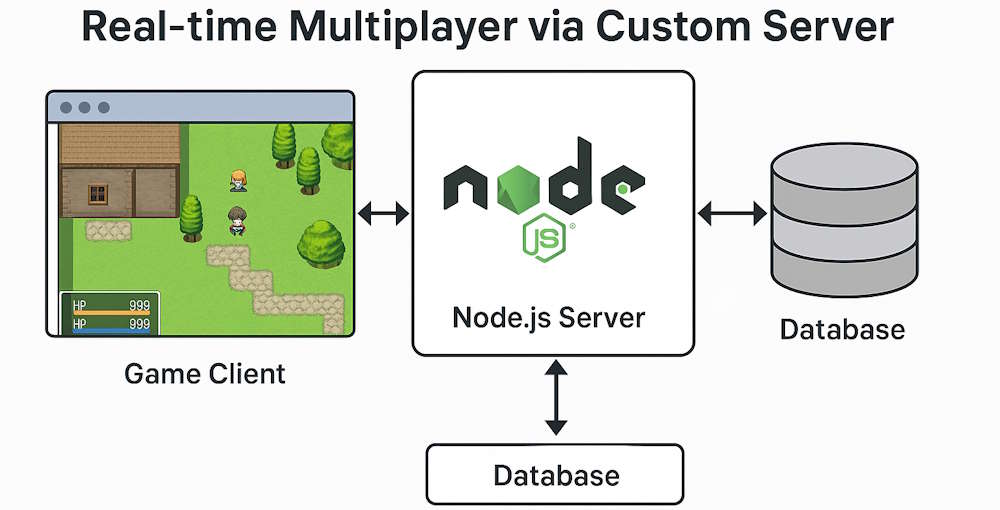 Real-time Multiplayer via Custom Server
node
JS
®
HP 999
HP 999
Node.js Server
Database
Game Client
Database